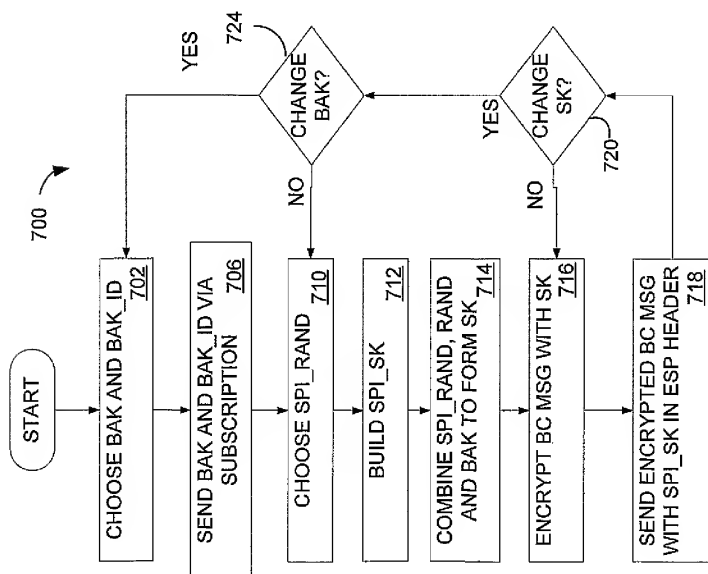 700
START
CHOOSE BAK AND BAK_ID
702
SEND BAK AND BAK_ID VIA
SUBSCRIPTION
706
CHOOSE SPI_RAND
710
BUILD SPI_SK
712
COMBINE SPI_RAND, RAND
AND BAK TO FORM SK
714
ENCRYPT BC MSG WITH SK
716
SEND ENCRYPTED BC MSG
WITH SPI_SK IN ESP HEADER
718
CHANGE
SK?
720
NO
YES
CHANGE
BAK?
724
NO
YES